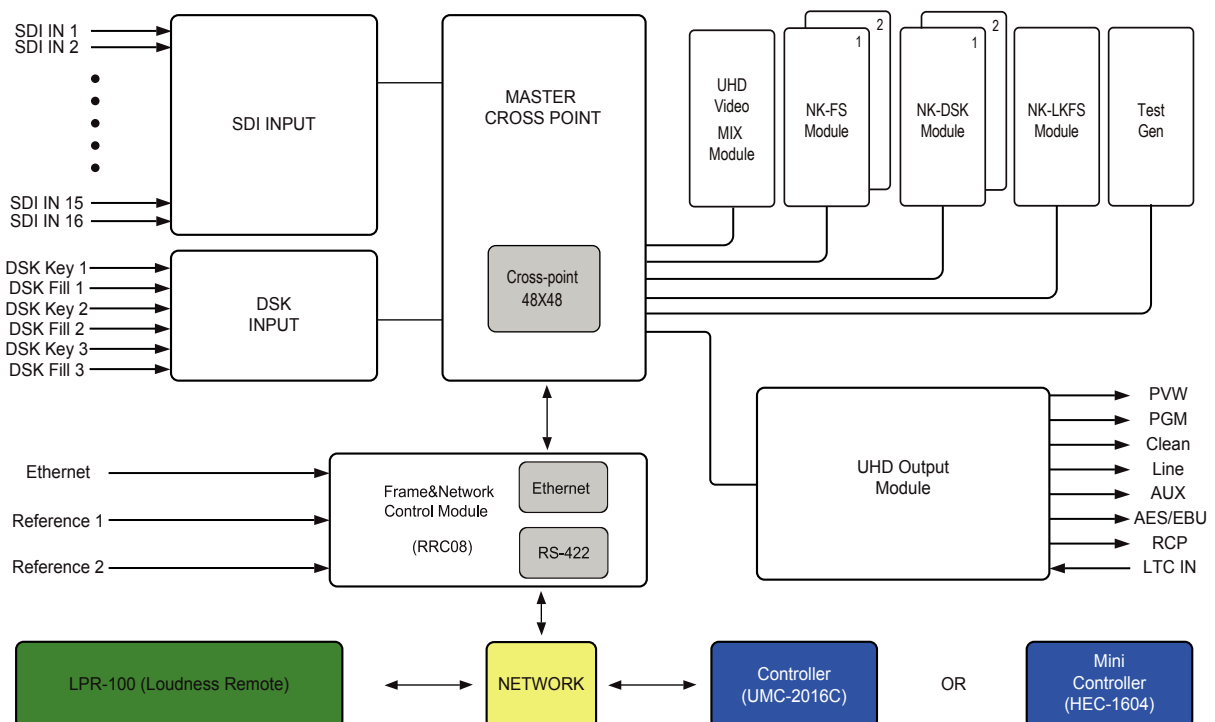 SDI IN 1
SDI IN 2
SDI IN 15
SDI IN 16
SDI INPUT
DSK Key 1
DSK Fill 1
DSK Key 2
DSK Fill 2
DSK Key 3
DSK Fill 3
DSK
INPUT
MASTER
CROSS POINT
Cross-point
48X48
UHD
Video
MIX
Module
1
2
NK-FS
Module
1
2
NK-DSK
Module
NK-LKFS
Module
Test
Gen
UHD Output
Module
PVW
PGM
Clean
Line
AUX
AES/EBU
RCP
LTC IN
Ethernet
Reference 1
Reference 2
Frame&Network
Control Module
(RRC08)
Ethernet
RS-422
LPR-100 (Loudness Remote)
NETWORK
Controller
(UMC-2016C)
OR
Mini
Controller
(HEC-1604)